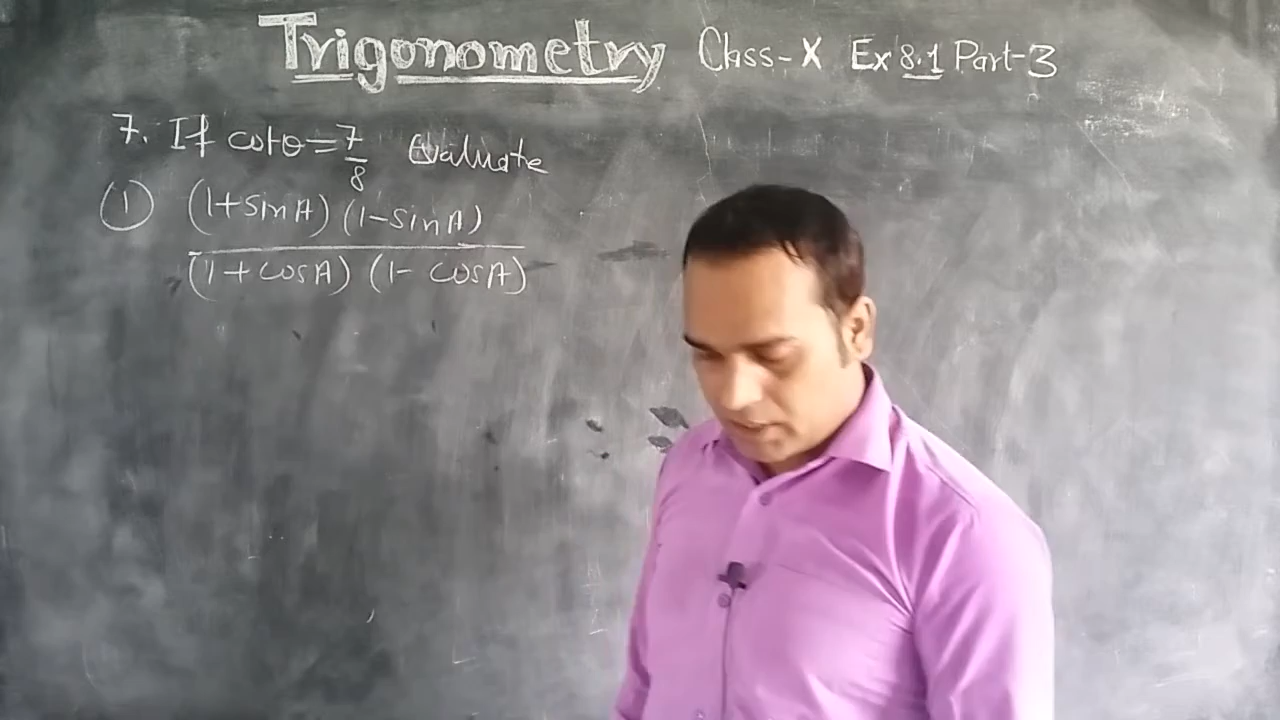 Trigonometry Class-X Ex 8.1 Part-3
7. If cotθ = 7/8 Evaluate
① (1+sinA) (1-sinA)
(1+cosA) (1-cosA)